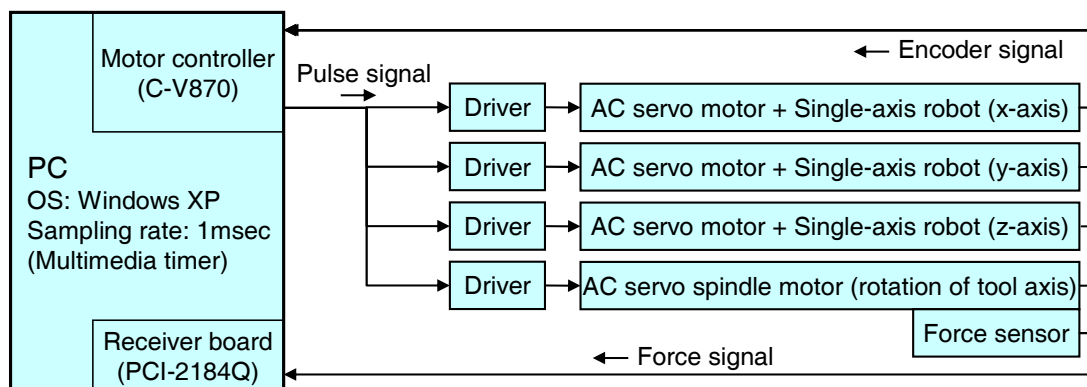 Motor controller
(C-V870)
Encoder signal
Pulse signal
Driver
AC servo motor + Single-axis robot (x-axis)
PC
OS: Windows XP
Sampling rate: 1msec
(Multimedia timer)
Driver
AC servo motor + Single-axis robot (y-axis)
Driver
AC servo motor + Single-axis robot (z-axis)
Driver
AC servo spindle motor (rotation of tool axis)
Force sensor
Receiver board
(PCI-2184Q)
Force signal